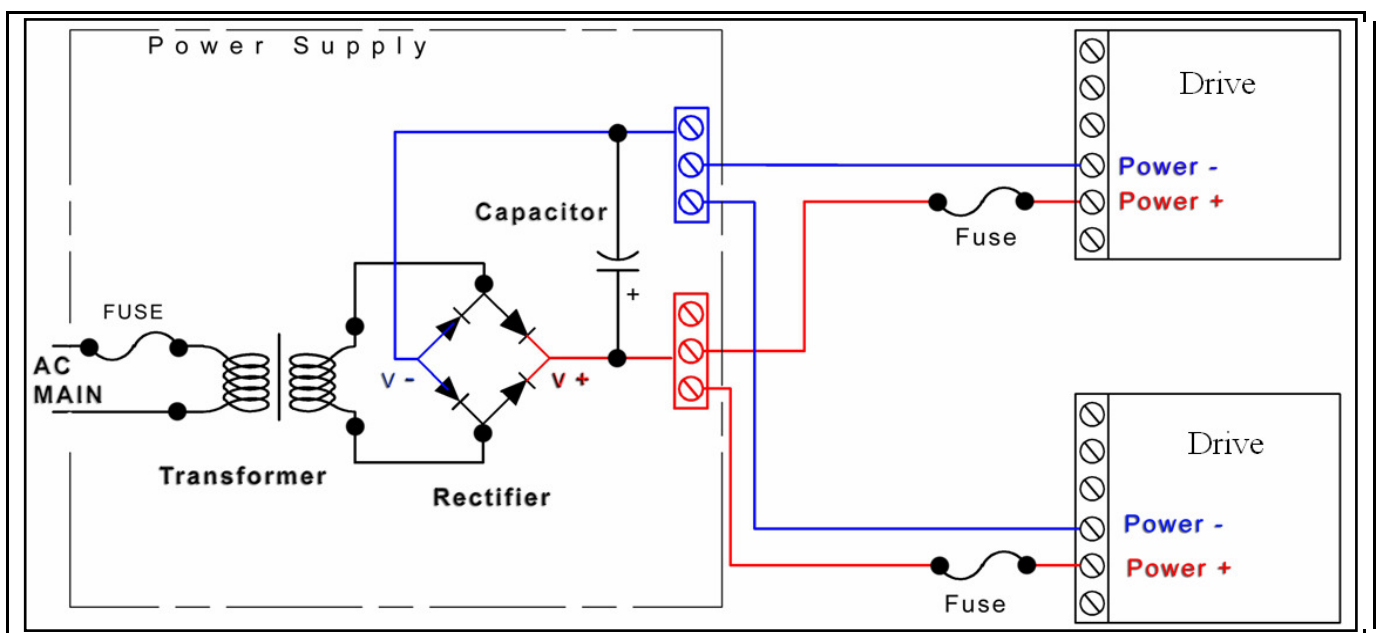 Power Supply
Drive
Power -
Power +
Fuse
Capacitor
+
FUSE
AC
MAIN
V -
V +
Transformer
Rectifier
Drive
Power -
Power +
Fuse